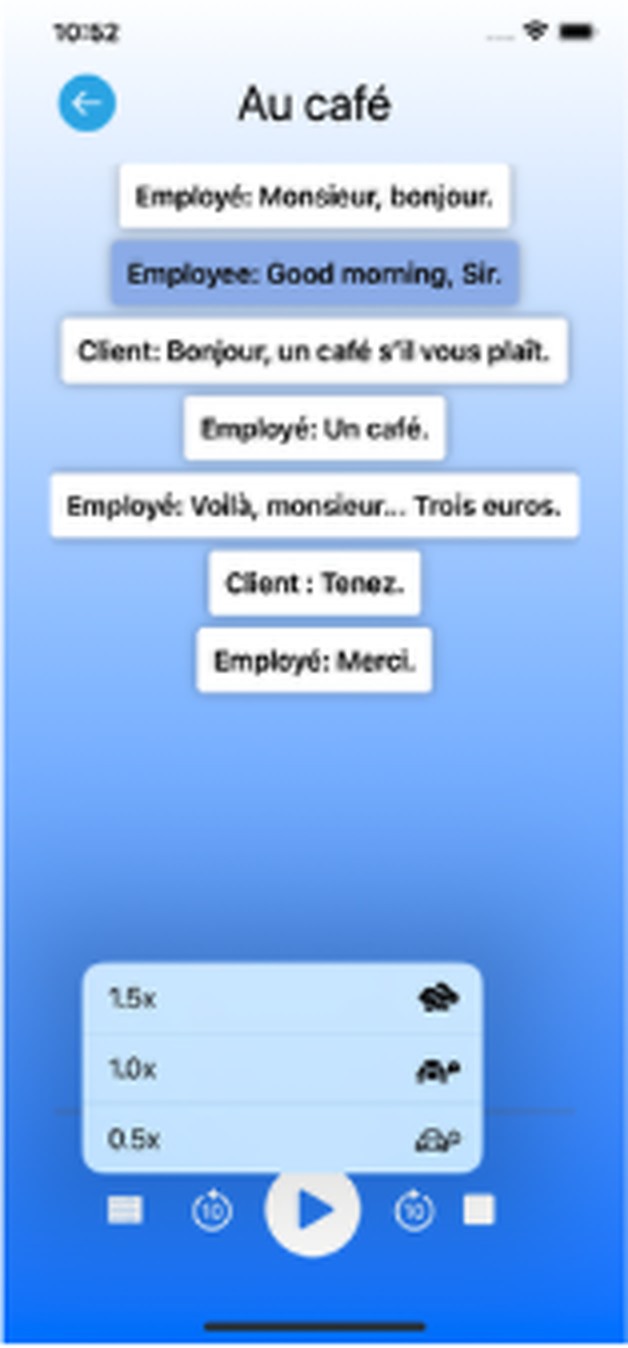 10:52
Au café
Employé: Monsieur, bonjour.
Employee: Good morning, Sir.
Client: Bonjour, un café s'il vous plaît.
Employé: Un café.
Employé: Voilà, monsieur... Trois euros.
Client : Tenez.
Employé: Merci.
1.5x
1.0x
0.5x
10 10